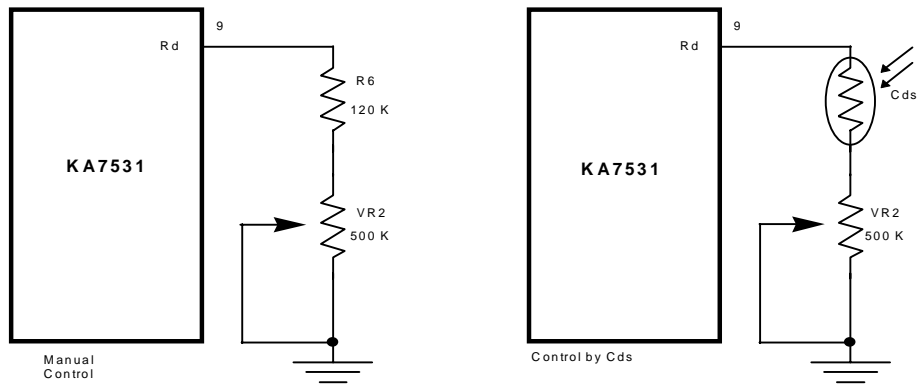 9
Rd
R6
120 K
KA7531
VR2
500 K
Manual
Control
9
Rd
Cds
KA7531
VR2
500 K
Control by Cds